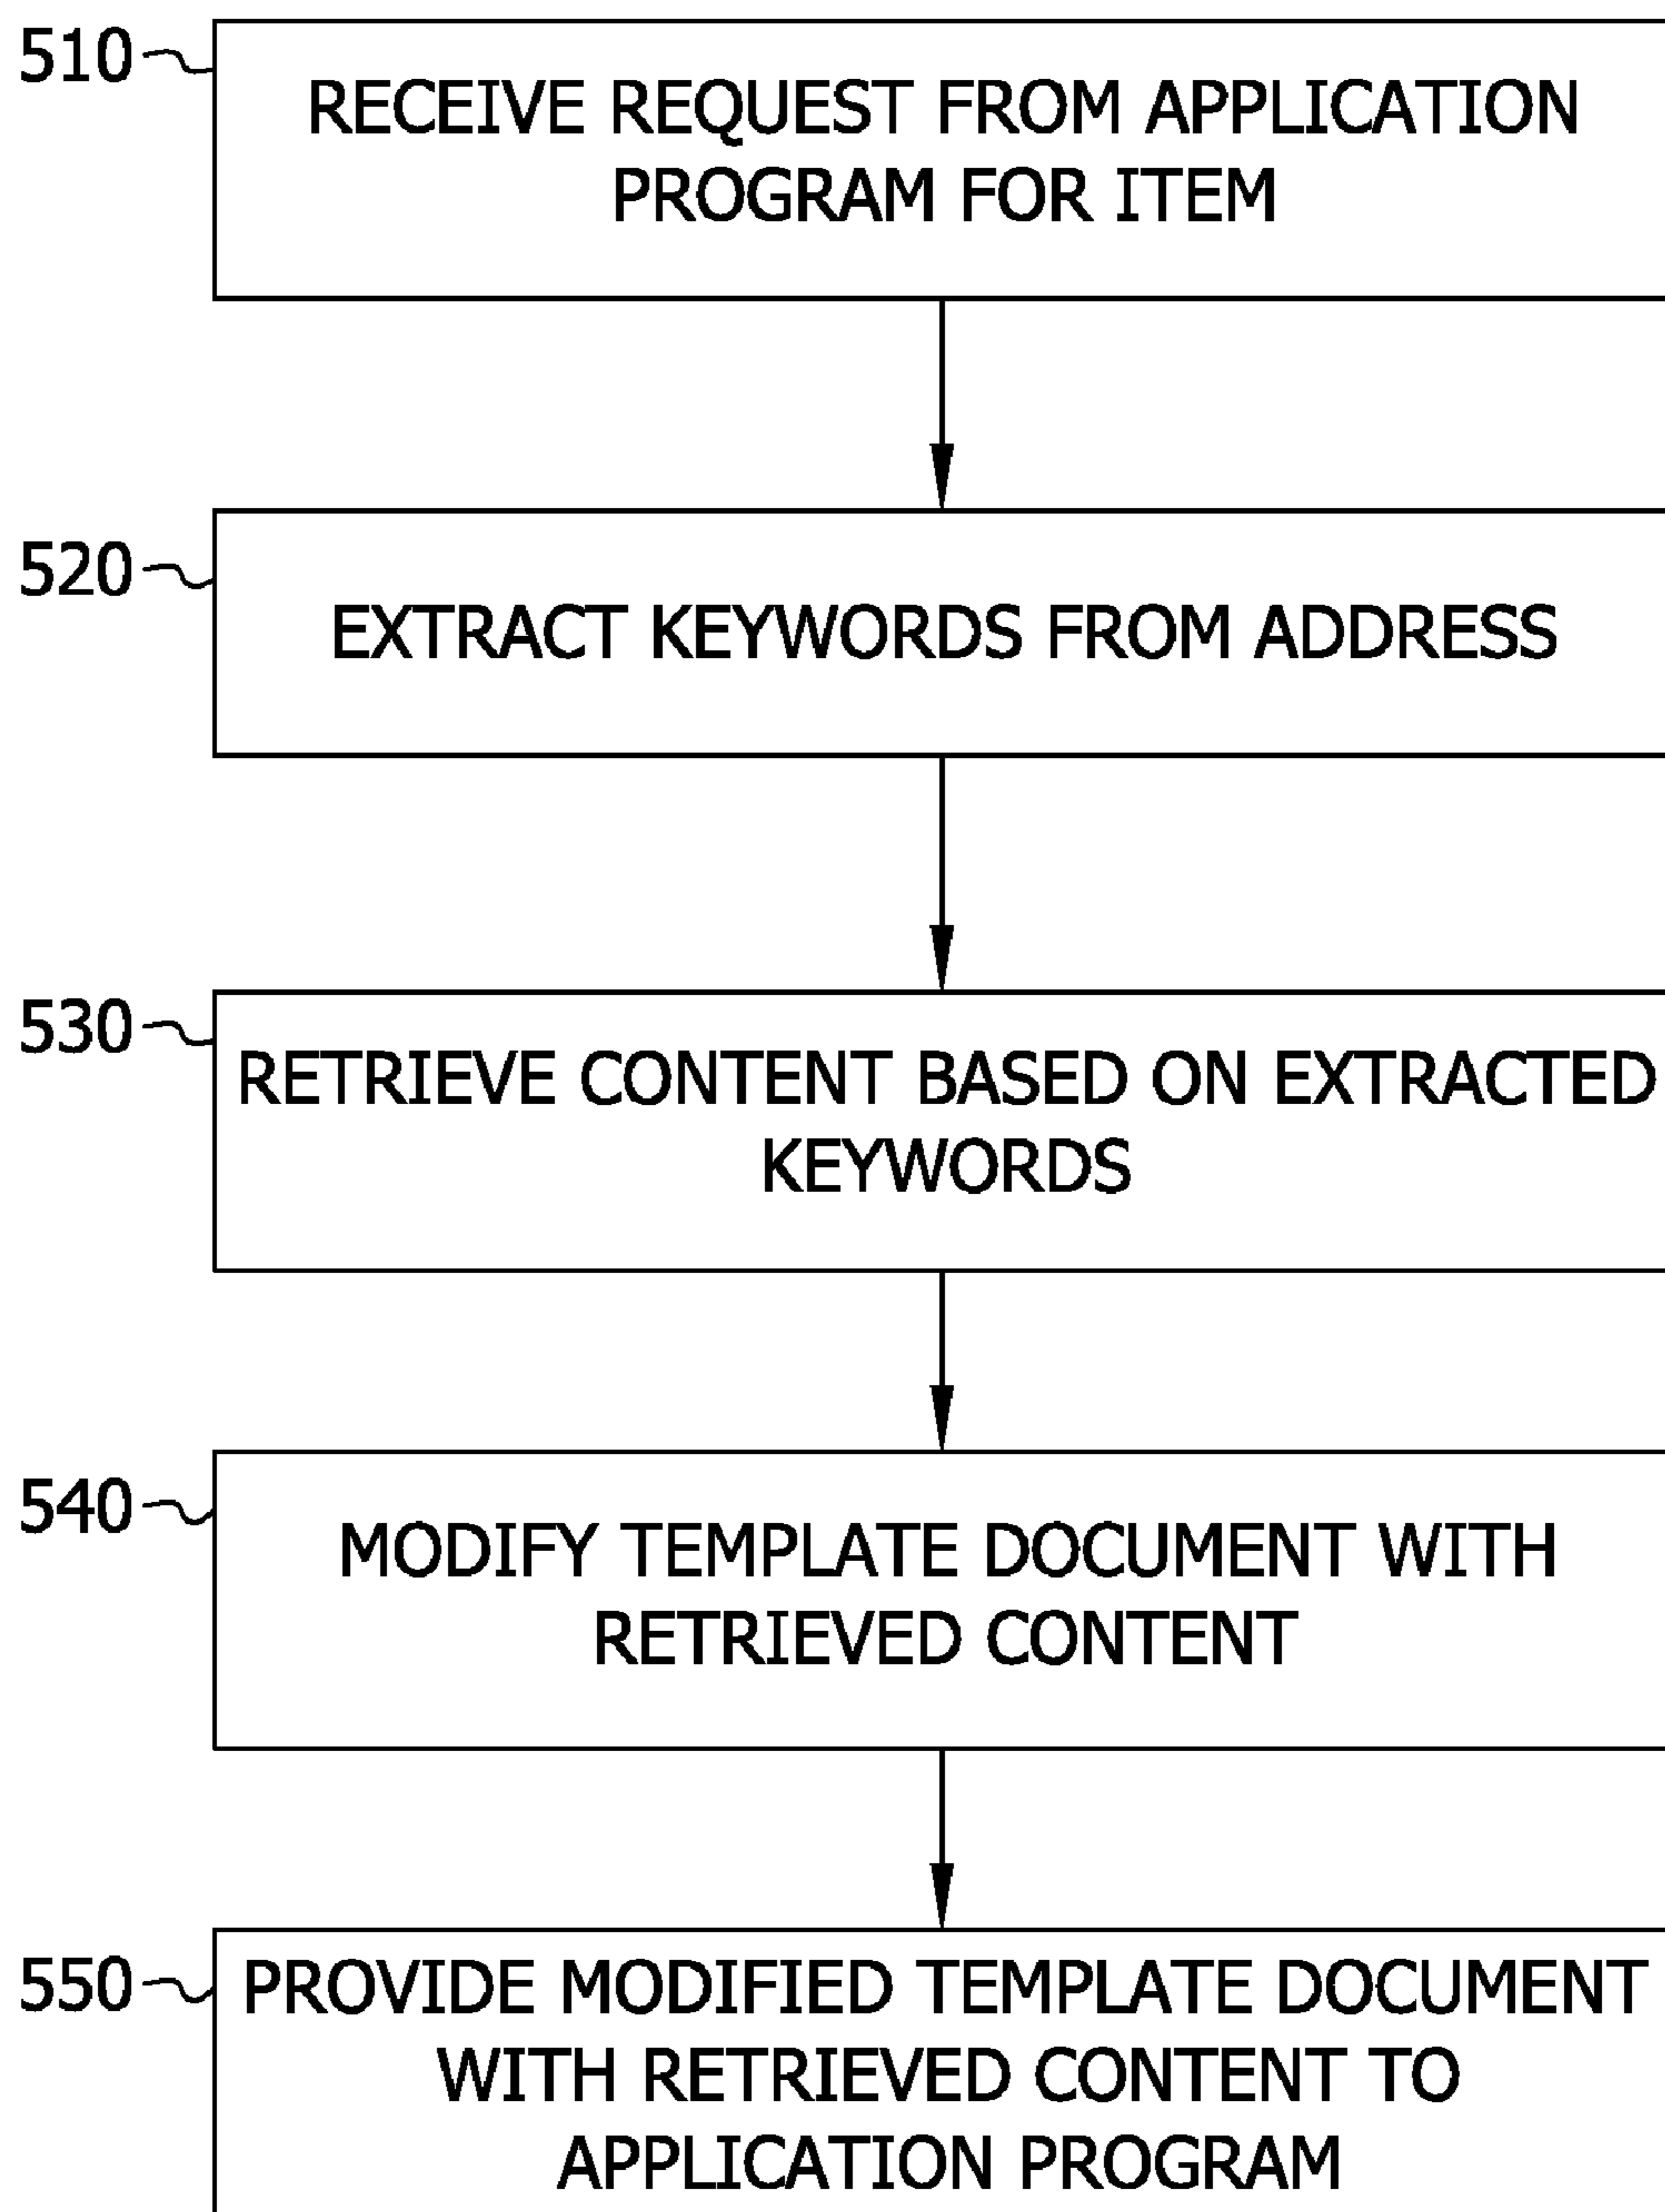 510
RECEIVE REQUEST FROM APPLICATION
PROGRAM FOR ITEM
520
EXTRACT KEYWORDS FROM ADDRESS
530
RETRIEVE CONTENT BASED ON EXTRACTED
KEYWORDS
540
MODIFY TEMPLATE DOCUMENT WITH
RETRIEVED CONTENT
550
PROVIDE MODIFIED TEMPLATE DOCUMENT
WITH RETRIEVED CONTENT TO
APPLICATION PROGRAM